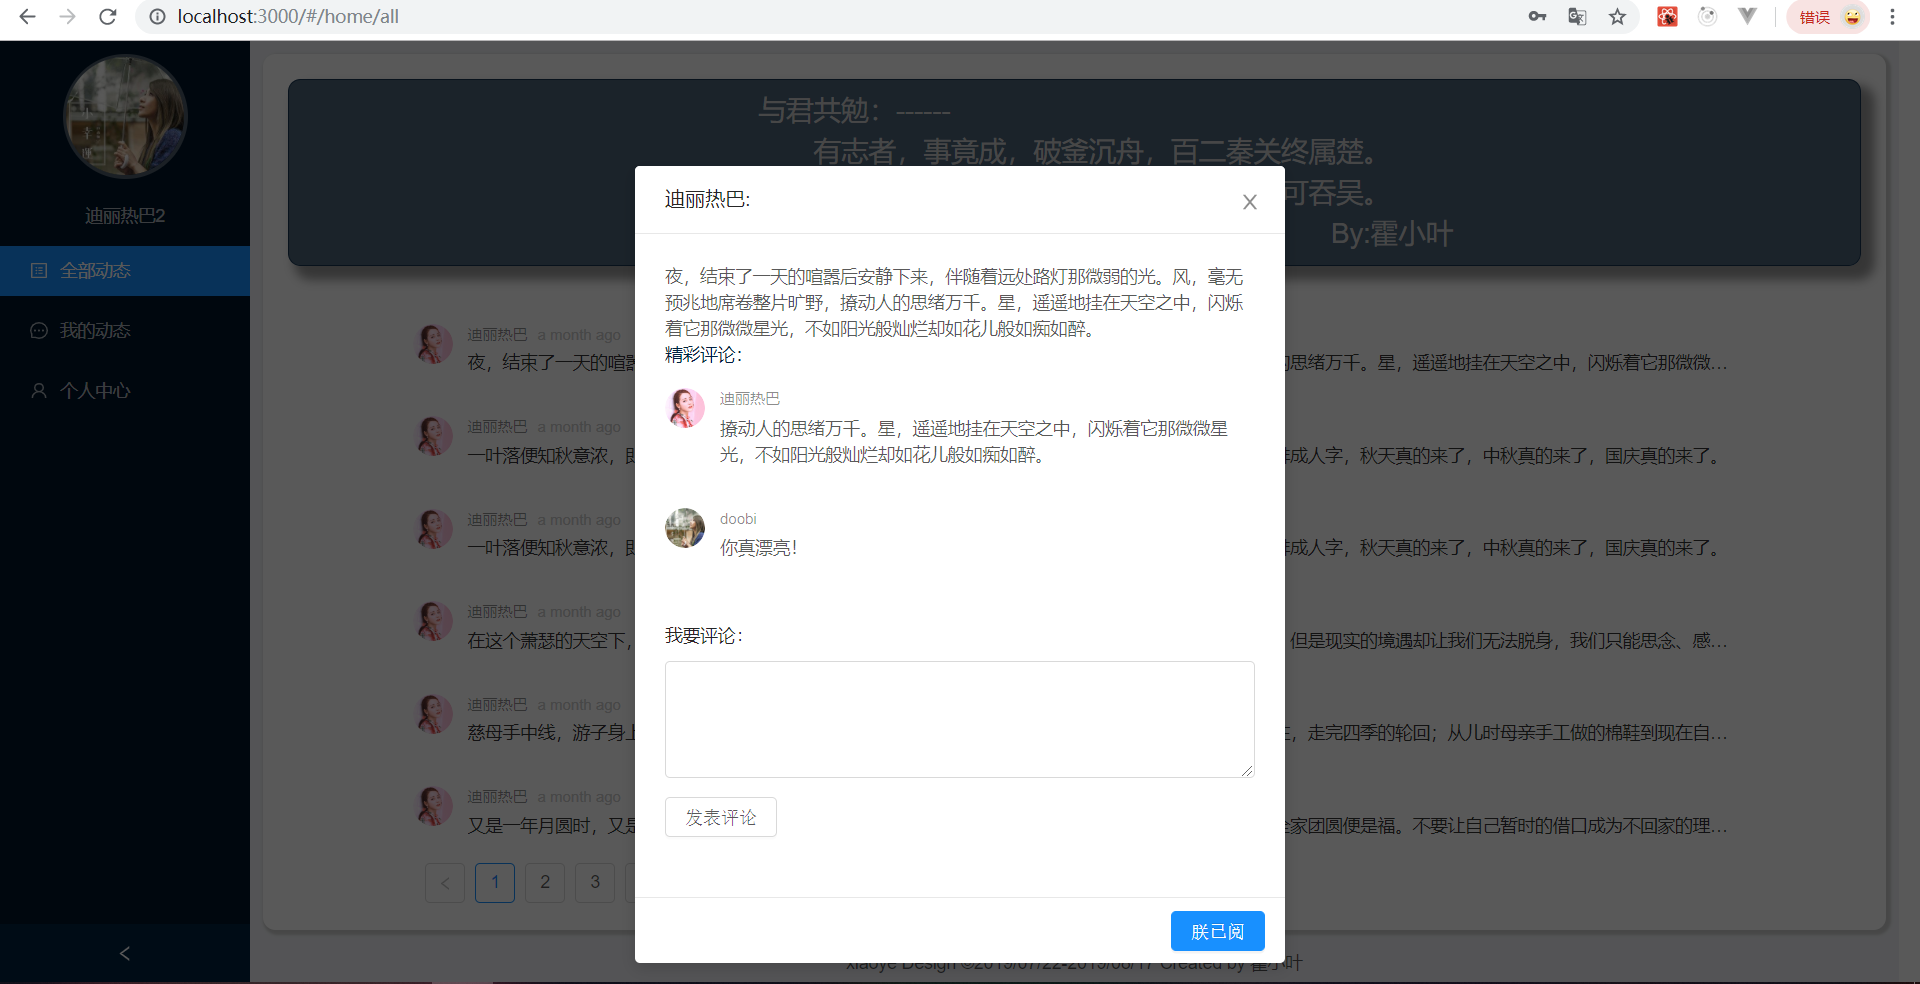 localhost:3000/#/home/all
错误
迪丽热巴2
全部动态
我的动态
个人中心
与君共勉：------
有志者，事竟成，破釜沉舟，百二秦关终属楚。
可吞吴。
By:霍小叶
迪丽热巴 a month ago
夜，结束了一天的喧嚣
思绪万千。星，遥遥地挂在天空之中，闪烁着它那微微...
迪丽热巴 a month ago
一叶落便知秋意浓，
成人字，秋天真的来了，中秋真的来了，国庆真的来了。
迪丽热巴 a month ago
一叶落便知秋意浓，
成人字，秋天真的来了，中秋真的来了，国庆真的来了。
迪丽热巴 a month ago
在这个萧瑟的天空下，
但是现实的境遇却让我们无法脱身，我们只能思念、感...
迪丽热巴 a month ago
慈母手中线，游子身上
，走完四季的轮回；从儿时母亲手工做的棉鞋到现在自...
迪丽热巴 a month ago
又是一年月圆时，又是
家团圆便是福。不要让自己暂时的借口成为不回家的理...
1 2 3
迪丽热巴:
夜，结束了一天的喧嚣后安静下来，伴随着远处路灯那微弱的光。风，毫无
预兆地席卷整片旷野，撩动人的思绪万千。星，遥遥地挂在天空之中，闪烁
着它那微微星光，不如阳光般灿烂却如花儿般如痴如醉。
精彩评论：
迪丽热巴
撩动人的思绪万千。星，遥遥地挂在天空之中，闪烁着它那微微星
光，不如阳光般灿烂却如花儿般如痴如醉。
doobi
你真漂亮！
我要评论：
发表评论
朕已阅
xiaoye Design ©2019/07/22-2019/08/17 Created by 霍小叶